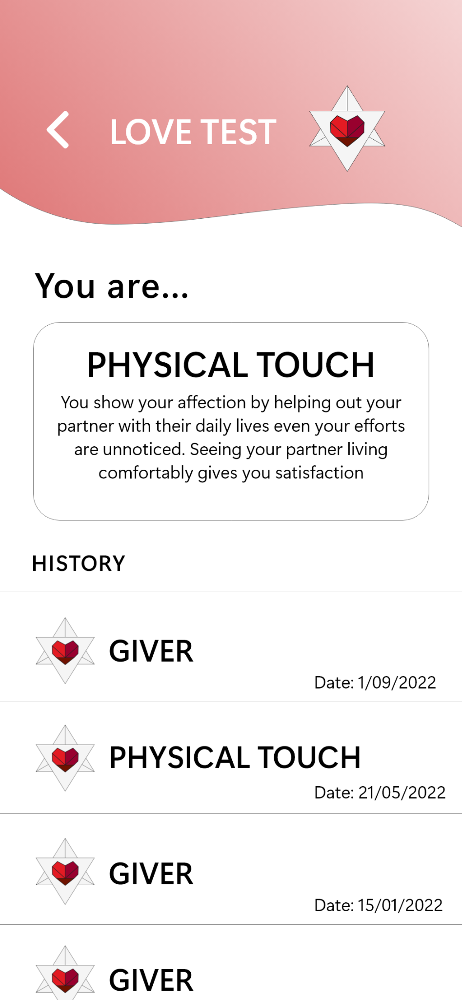 LOVE TEST
You are...
PHYSICAL TOUCH
You show your affection by helping out your
partner with their daily lives even your efforts
are unnoticed. Seeing your partner living
comfortably gives you satisfaction
HISTORY
GIVER
Date: 1/09/2022
PHYSICAL TOUCH
Date: 21/05/2022
GIVER
Date: 15/01/2022
GIVER